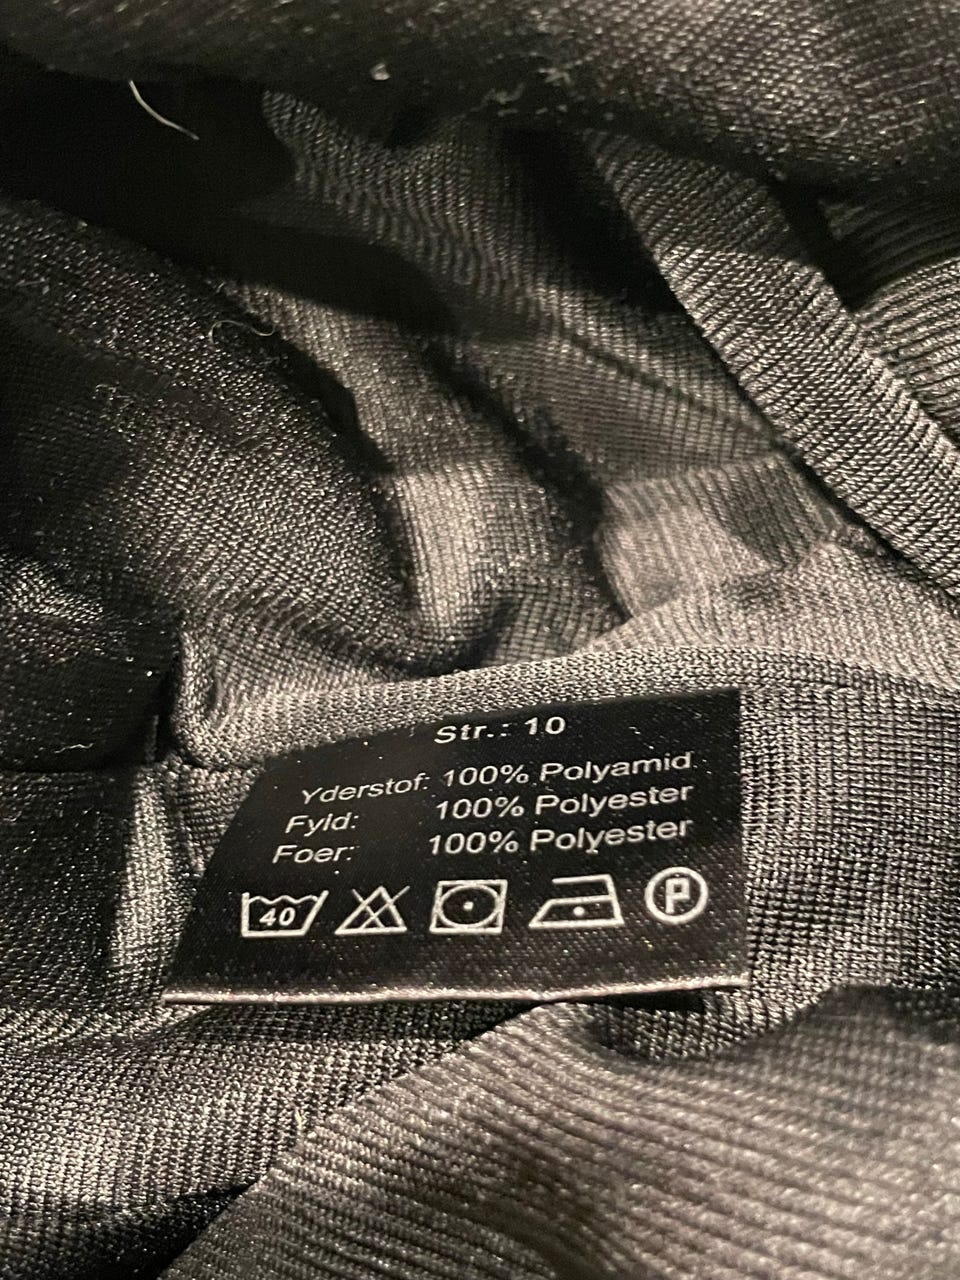 Str.: 10
Yderstof: 100% Polyamid
Fyld: 100% Polyester
Foer: 100% Polyester
40
P